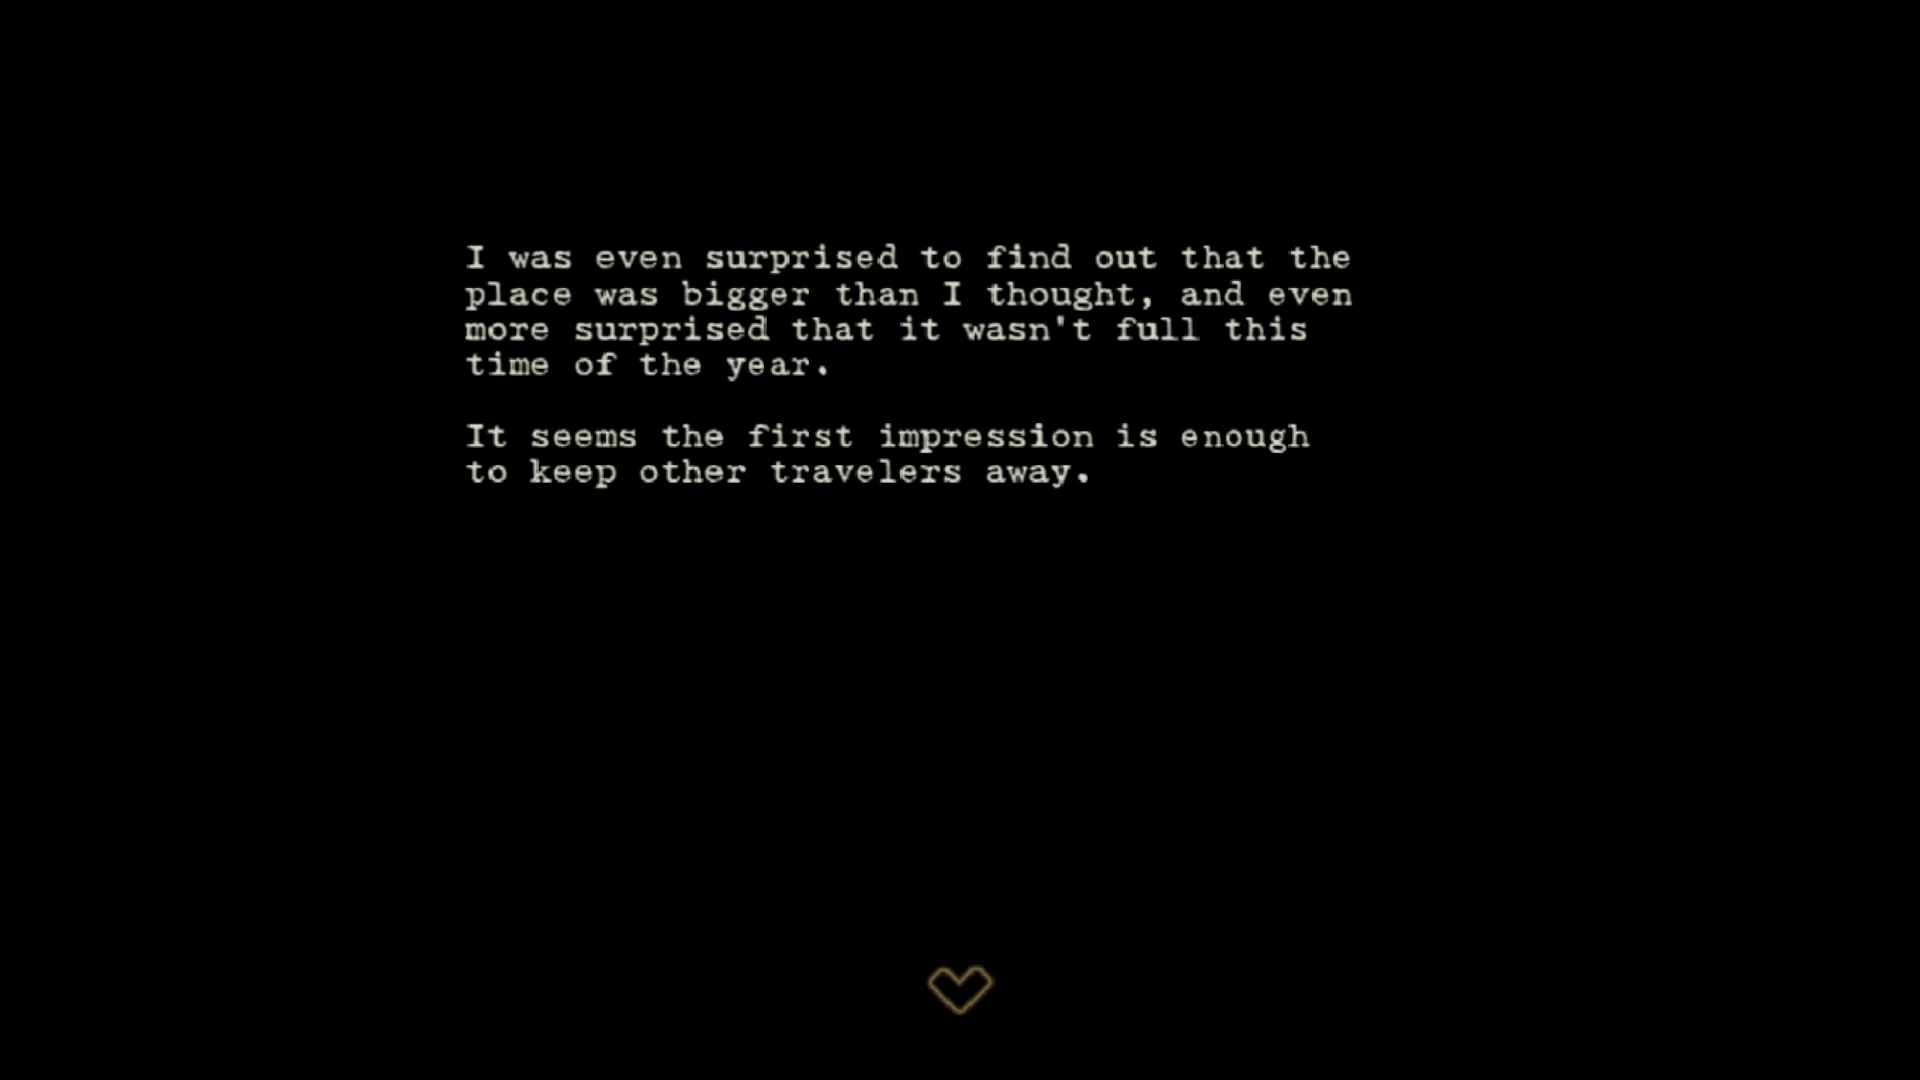 I was even surprised to find out that the
place was bigger than I thought, and even
more surprised that it wasn't full this
time of the year.
It seems the first impression is enough
to keep other travelers away.